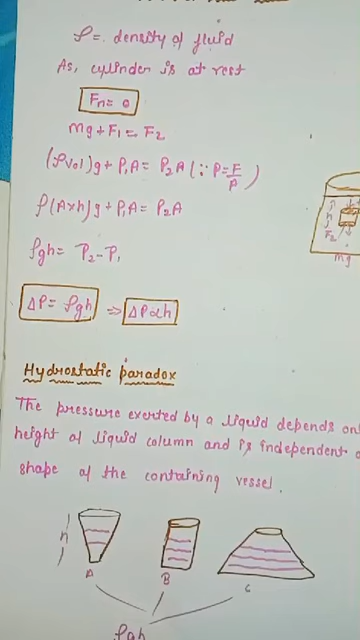 ρ = density of fluid
As, cylinder is at rest
Fn = 0
mg + F₁ = F₂
(ρVol)g + P₁A = P₂A (∵ P = F/P)
ρ(A×h)g + P₁A = P₂A
ρgh = P₂ - P₁
ΔP = ρgh ⇒ ΔP∝h
h
F₂
mg
Hydrostatic paradox
The pressure exerted by a liquid depends on
height of liquid column and is independent
shape of the containing vessel.
h
A B C
ρgh